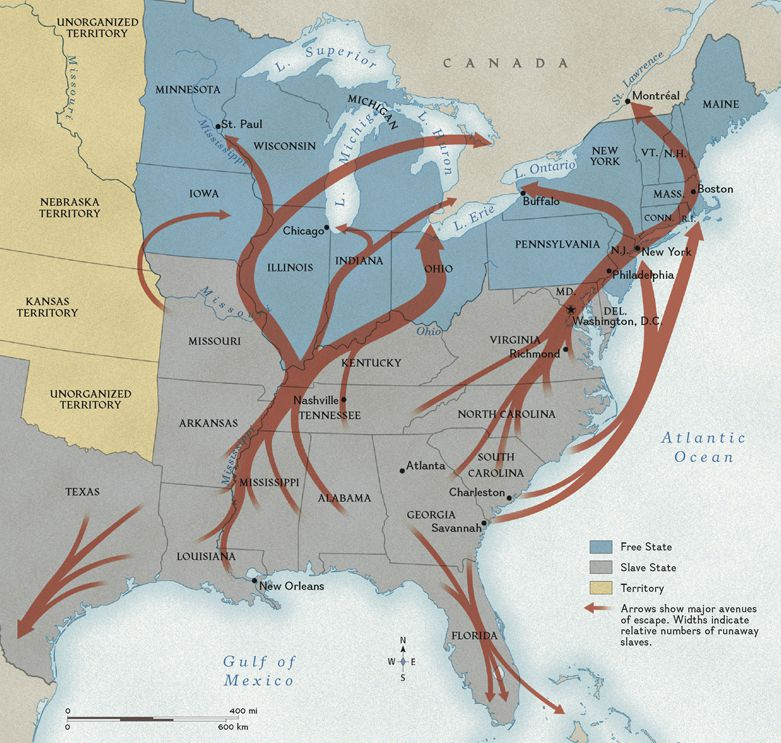 UNORGANIZED
TERRITORY
Missouri
MINNESOTA
L. Superior
CANADA
St. Lawrence
Montréal
MAINE
St. Paul
Mississippi
WISCONSIN
MICHIGAN
L. Michigan
L. Huron
L. Ontario
NEW
YORK
VT.
N.H.
MASS.
Boston
CONN.
R.I.
NEBRASKA
TERRITORY
IOWA
Chicago
Buffalo
L. Erie
PENNSYLVANIA
N.J.
New York
Philadelphia
ILLINOIS
INDIANA
OHIO
MD.
DEL.
Washington, D.C.
KANSAS
TERRITORY
Missouri
MISSOURI
Ohio
VIRGINIA
Richmond
KENTUCKY
UNORGANIZED
TERRITORY
Nashville
TENNESSEE
NORTH CAROLINA
ARKANSAS
Mississippi
Atlantic
Ocean
SOUTH
CAROLINA
Atlanta
Charleston
TEXAS
MISSISSIPPI
ALABAMA
GEORGIA
Savannah
LOUISIANA
New Orleans
FLORIDA
Gulf of
Mexico
N
W E
S
Free State
Slave State
Territory
Arrows show major avenues
of escape. Widths indicate
relative numbers of runaway
slaves.
0 400 mi
0 600 km